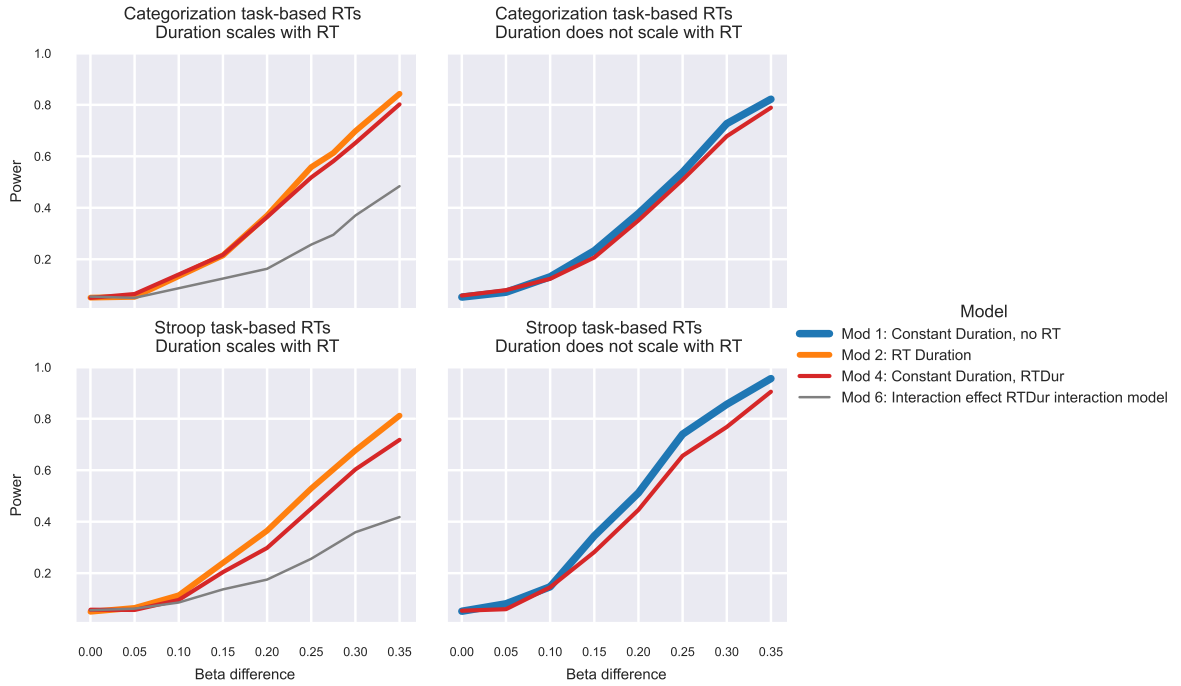 Categorization task-based RTs
Duration scales with RT
Categorization task-based RTs
Duration does not scale with RT
1.0
0.8
0.6
0.4
0.2
Power
Stroop task-based RTs
Duration scales with RT
Stroop task-based RTs
Duration does not scale with RT
1.0
0.8
0.6
0.4
0.2
Power
0.00 0.05 0.10 0.15 0.20 0.25 0.30 0.35
Beta difference
0.00 0.05 0.10 0.15 0.20 0.25 0.30 0.35
Beta difference
Model
Mod 1: Constant Duration, no RT
Mod 2: RT Duration
Mod 4: Constant Duration, RTDur
Mod 6: Interaction effect RTDur interaction model